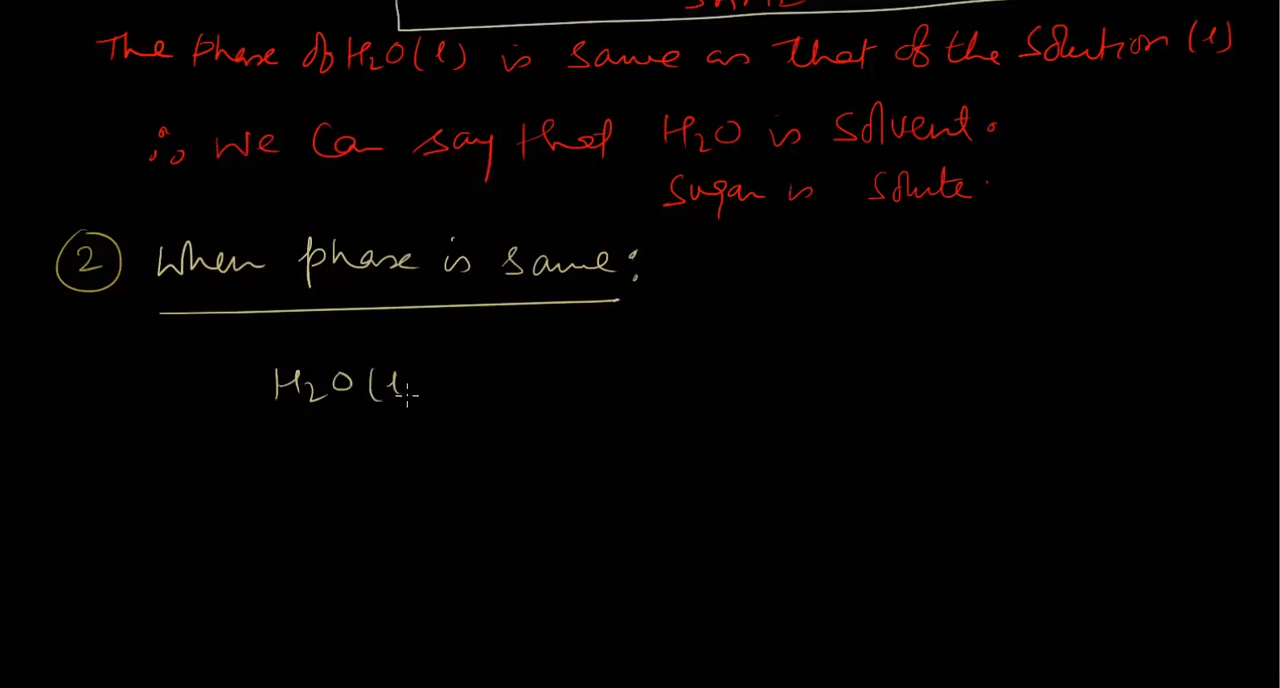 SAME
The phase of H₂O(l) is same as that of the solution (l)
∴ We Can say that H₂O is solvent.
sugar is solute.
② When phase is same:
H₂O(l